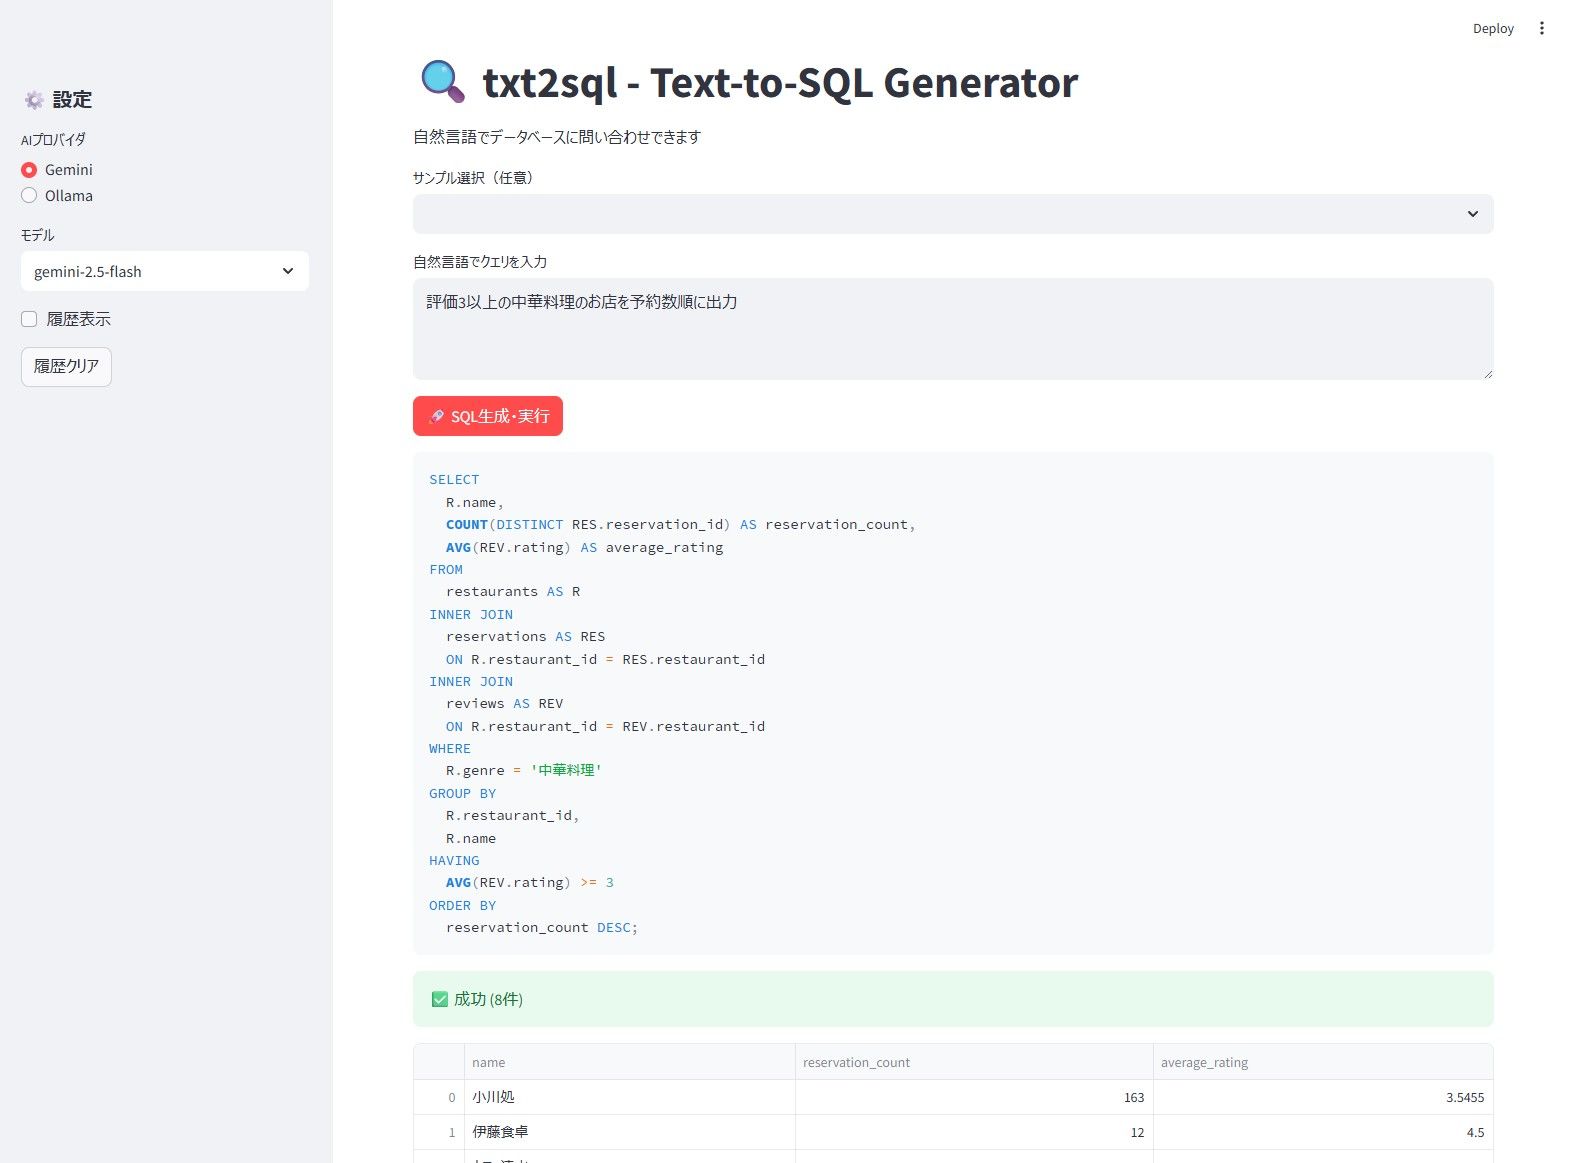 Deploy
設定
AIプロバイダ
Gemini
Ollama
モデル
gemini-2.5-flash
履歴表示
履歴クリア
txt2sql - Text-to-SQL Generator
自然言語でデータベースに問い合わせできます
サンプル選択（任意）
自然言語でクエリを入力
評価3以上の中華料理のお店を予約数順に出力
SQL生成・実行
SELECT
R.name,
COUNT(DISTINCT RES.reservation_id) AS reservation_count,
AVG(REV.rating) AS average_rating
FROM
restaurants AS R
INNER JOIN
reservations AS RES
ON R.restaurant_id = RES.restaurant_id
INNER JOIN
reviews AS REV
ON R.restaurant_id = REV.restaurant_id
WHERE
R.genre = '中華料理'
GROUP BY
R.restaurant_id,
R.name
HAVING
AVG(REV.rating) >= 3
ORDER BY
reservation_count DESC;
成功 (8件)
name reservation_count average_rating
0 小川処 163 3.5455
1 伊藤食卓 12 4.5